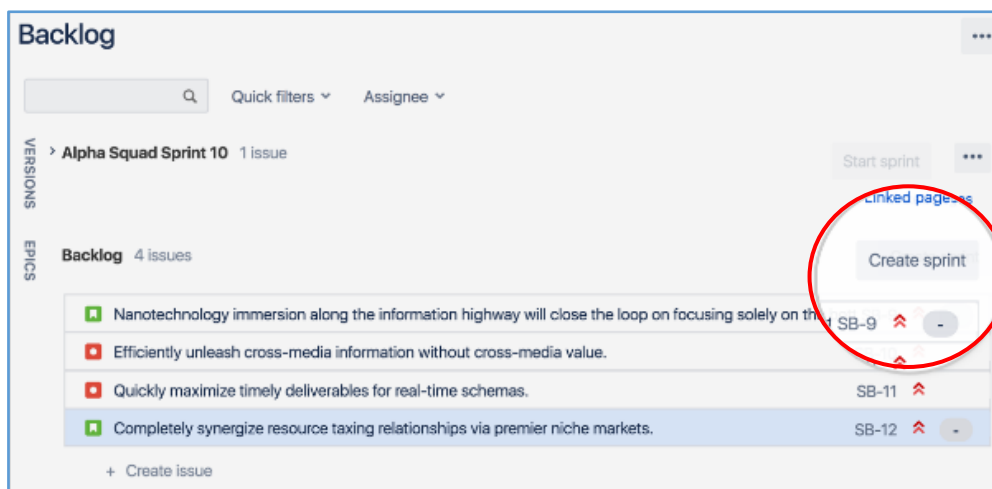 Backlog
Quick filters
Assignee
VERSIONS
Alpha Squad Sprint 10 1 issue
Start sprint
Linked pages
EPICS
Backlog 4 issues
Create sprint
Nanotechnology immersion along the information highway will close the loop on focusing solely on the
SB-9 -
Efficiently unleash cross-media information without cross-media value.
Quickly maximize timely deliverables for real-time schemas.
SB-11
Completely synergize resource taxing relationships via premier niche markets.
SB-12 -
+ Create issue